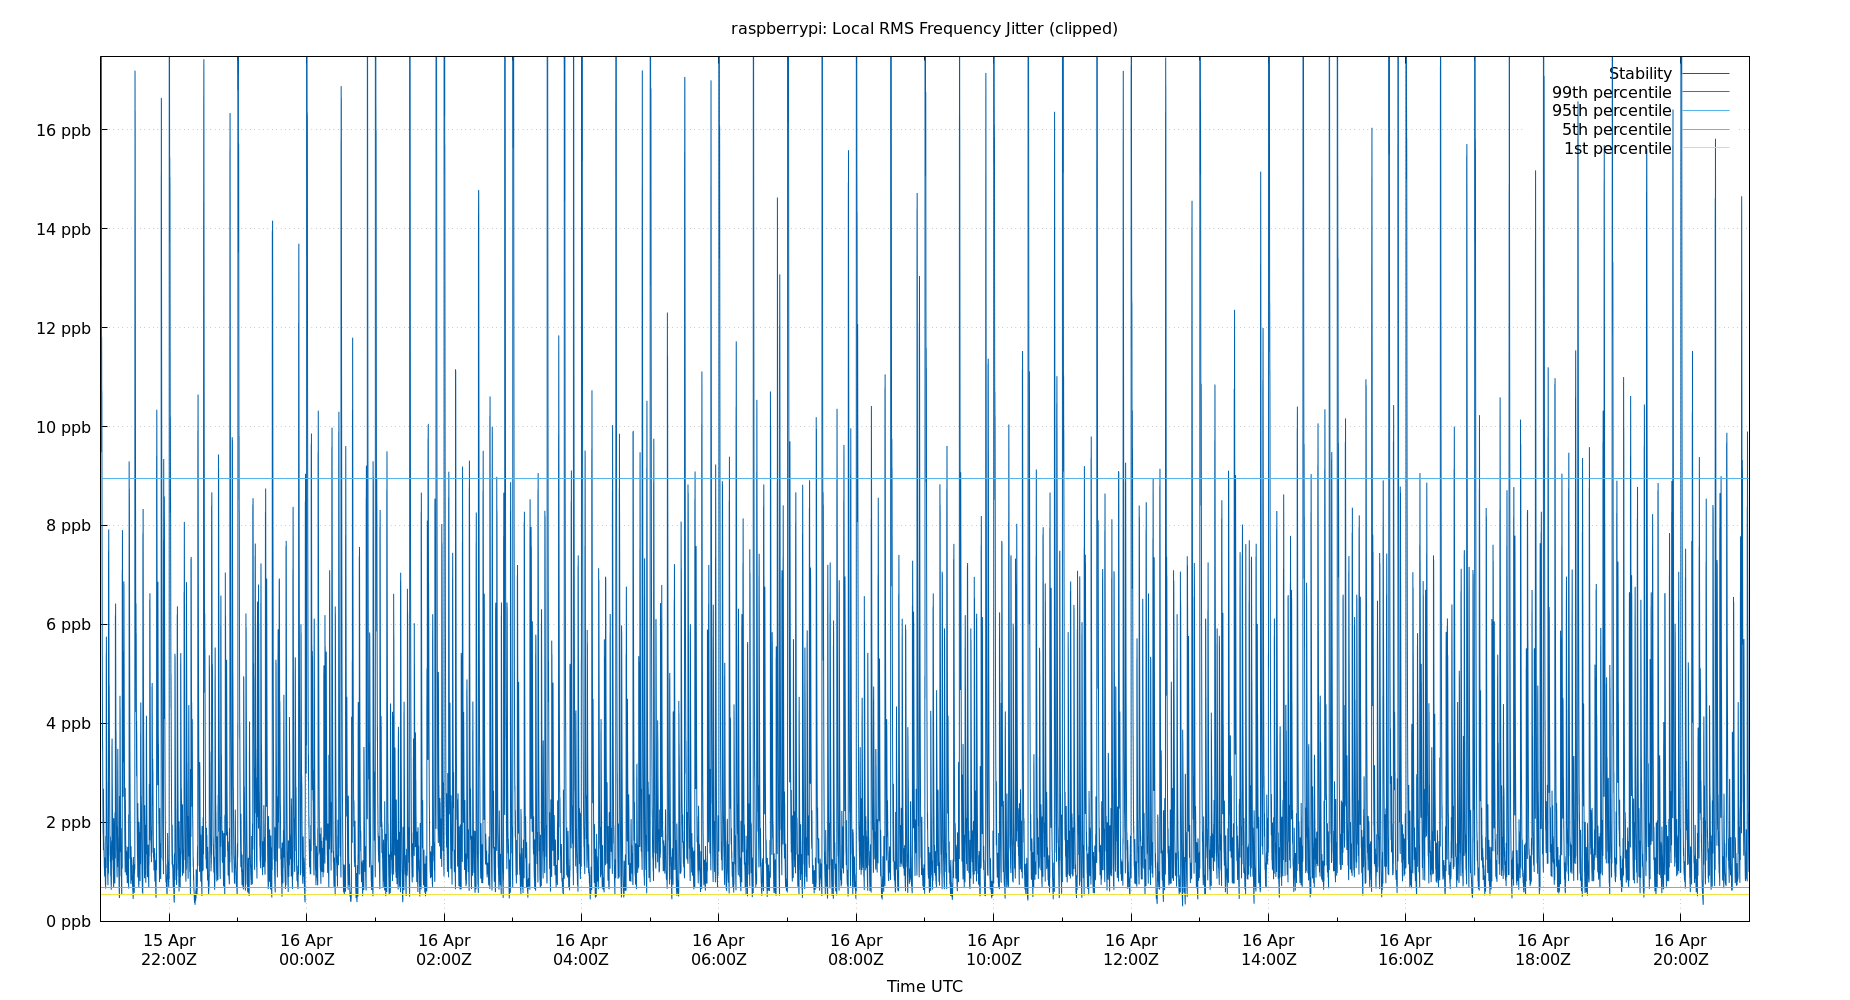 raspberrypi: Local RMS Frequency Jitter (clipped)
Stability
99th percentile
95th percentile
5th percentile
1st percentile
16 ppb
14 ppb
12 ppb
10 ppb
8 ppb
6 ppb
4 ppb
2 ppb
0 ppb
15 Apr 16 Apr 16 Apr 16 Apr 16 Apr 16 Apr 16 Apr 16 Apr 16 Apr 16 Apr 16 Apr 16 Apr
22:00Z 00:00Z 02:00Z 04:00Z 06:00Z 08:00Z 10:00Z 12:00Z 14:00Z 16:00Z 18:00Z 20:00Z
Time UTC